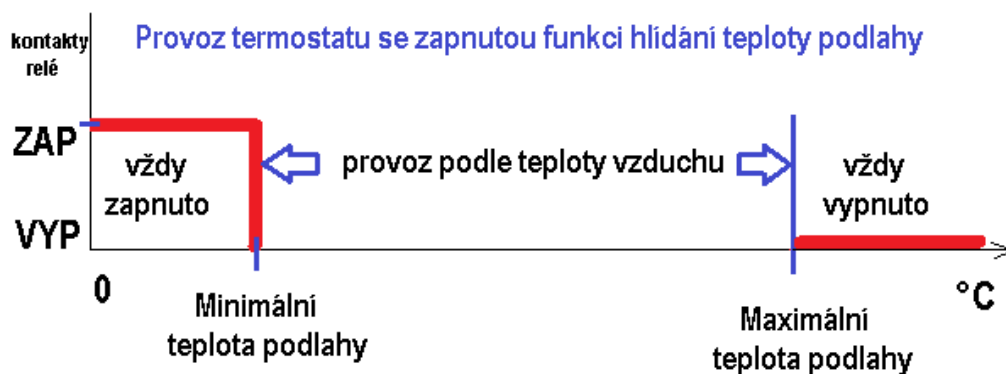 kontakty
relé
Provoz termostatu se zapnutou funkci hlídání teploty podlahy
ZAP
vždy
zapnuto
provoz podle teploty vzduchu
vždy
vypnuto
VYP
0
°C
Minimální
teplota podlahy
Maximální
teplota podlahy